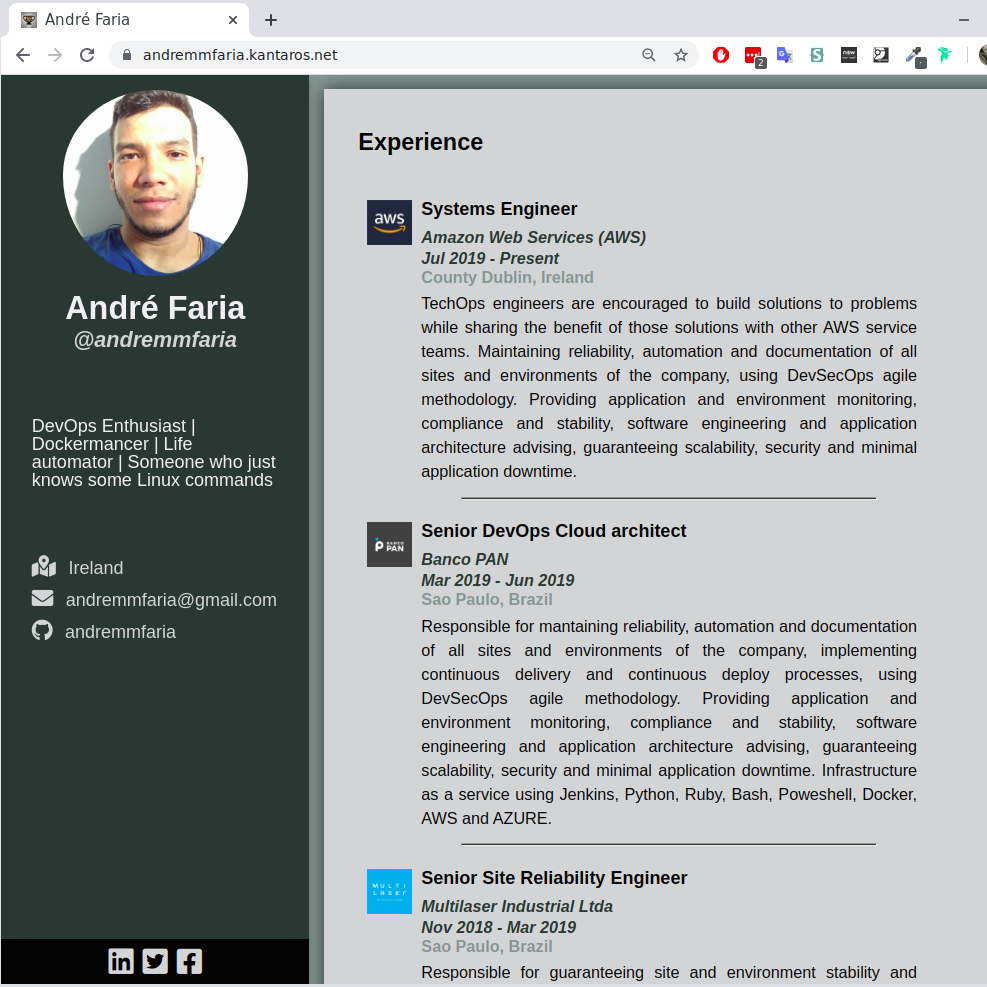 André Faria
andremmfaria.kantaros.net
2
André Faria
@andremmfaria
DevOps Enthusiast |
Dockermancer | Life
automator | Someone who just
knows some Linux commands
Ireland
andremmfaria@gmail.com
andremmfaria
Experience
aws
Systems Engineer
Amazon Web Services (AWS)
Jul 2019 - Present
County Dublin, Ireland
TechOps engineers are encouraged to build solutions to problems
while sharing the benefit of those solutions with other AWS service
teams. Maintaining reliability, automation and documentation of all
sites and environments of the company, using DevSecOps agile
methodology. Providing application and environment monitoring,
compliance and stability, software engineering and application
architecture advising, guaranteeing scalability, security and minimal
application downtime.
BANCO
PAN
Senior DevOps Cloud architect
Banco PAN
Mar 2019 - Jun 2019
Sao Paulo, Brazil
Responsible for mantaining reliability, automation and documentation
of all sites and environments of the company, implementing
continuous delivery and continuous deploy processes, using
DevSecOps agile methodology. Providing application and
environment monitoring, compliance and stability, software
engineering and application architecture advising, guaranteeing
scalability, security and minimal application downtime. Infrastructure
as a service using Jenkins, Python, Ruby, Bash, Poweshell, Docker,
AWS and AZURE.
MULTI
LASER
Senior Site Reliability Engineer
Multilaser Industrial Ltda
Nov 2018 - Mar 2019
Sao Paulo, Brazil
Responsible for guaranteeing site and environment stability and